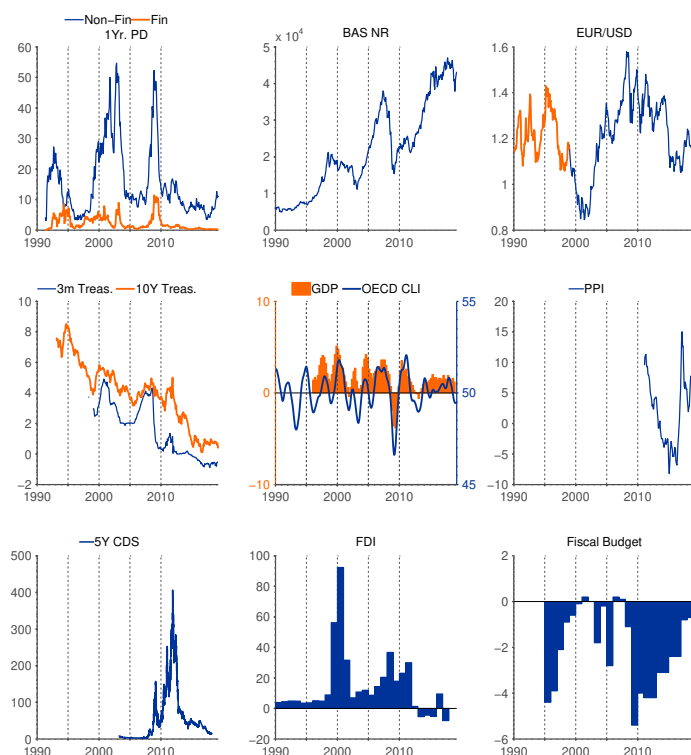 Non-Fin Fin
1Yr. PD
60
50
40
30
20
10
0
1990 2000 2010
BAS NR
× 10⁴
5
4
3
2
1
0
1990 2000 2010
EUR/USD
1.6
1.4
1.2
1
0.8
1990 2000 2010
3m Treas. 10Y Treas.
10
8
6
4
2
0
−2
1990 2000 2010
GDP OECD CLI
10 55
0 50
−10 45
1990 2000 2010
PPI
20
15
10
5
0
−5
−10
1990 2000 2010
5Y CDS
500
400
300
200
100
0
1990 2000 2010
FDI
100
80
60
40
20
0
−20
1990 2000 2010
Fiscal Budget
2
0
−2
−4
−6
1990 2000 2010